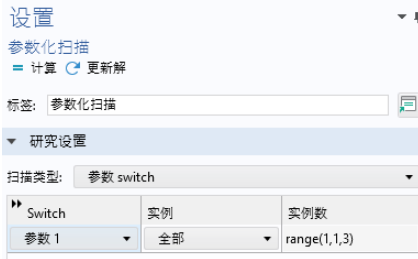 设置
参数化扫描
= 计算 更新解
标签: 参数化扫描
研究设置
扫描类型: 参数 switch
Switch 实例 实例数
参数 1 全部 range(1,1,3)